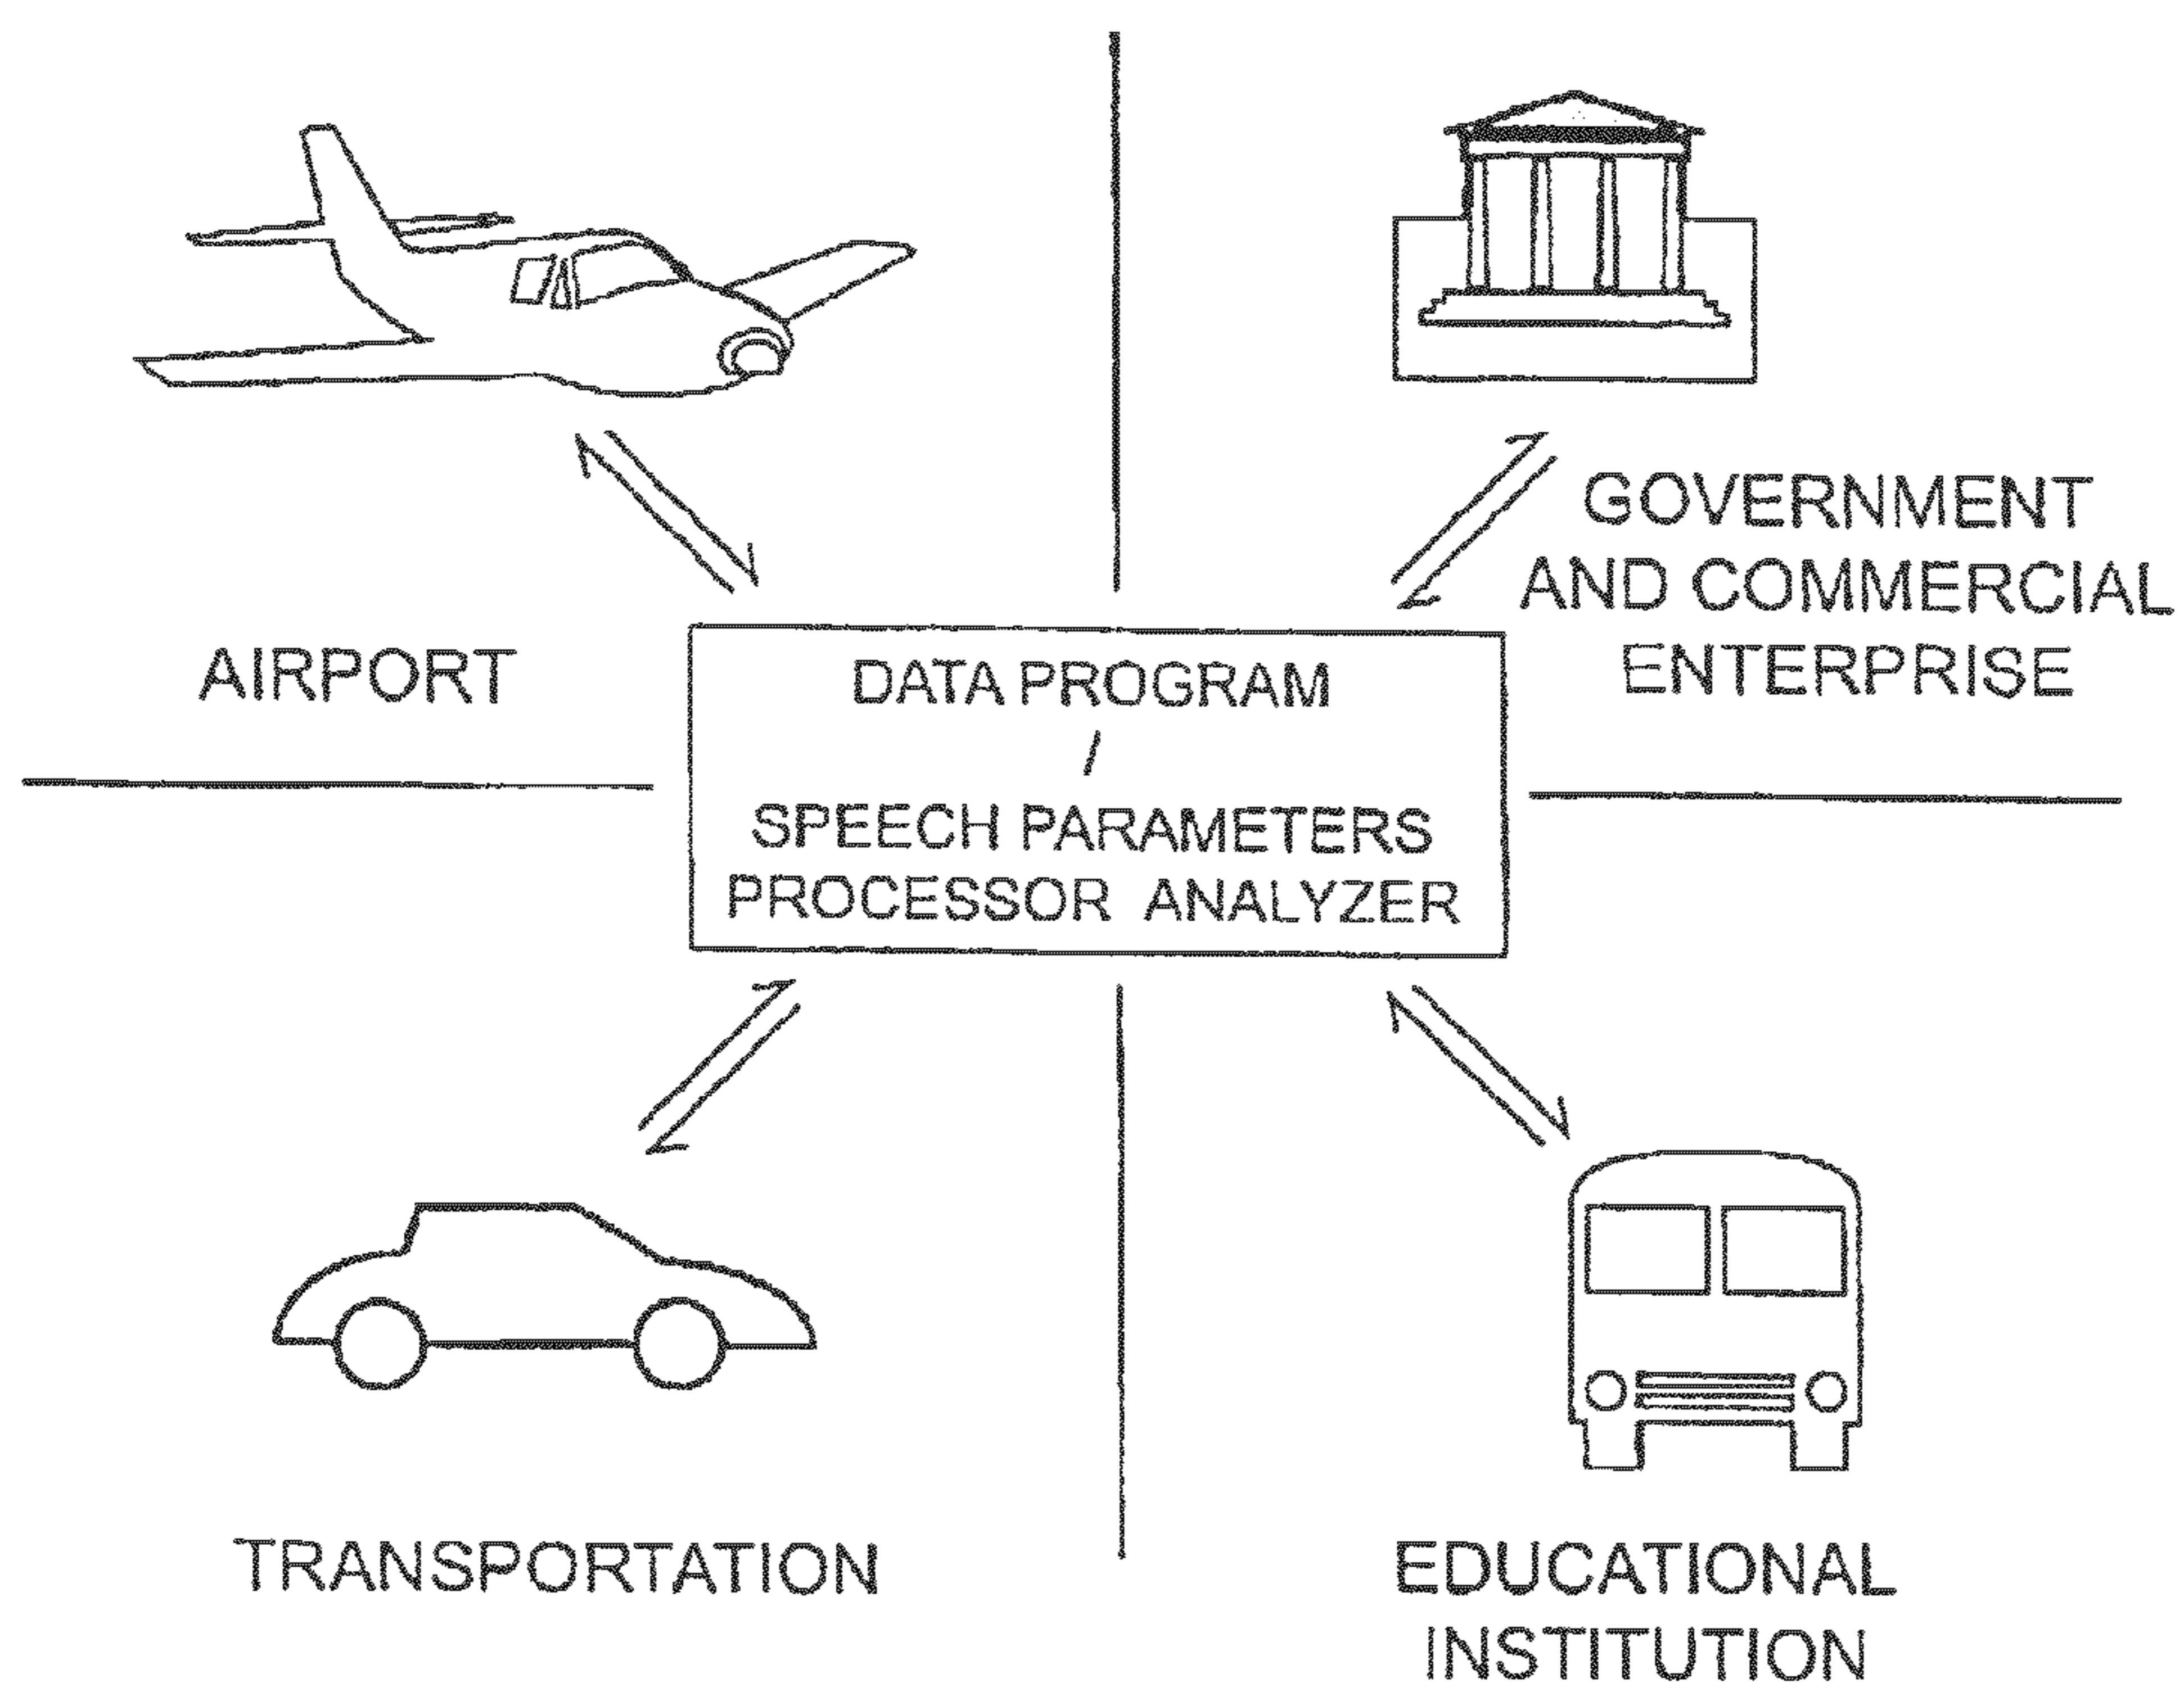 GOVERNMENT
AND COMMERCIAL
ENTERPRISE
AIRPORT
DATA PROGRAM
/
SPEECH PARAMETERS
PROCESSOR ANALYZER
TRANSPORTATION
EDUCATIONAL
INSTITUTION